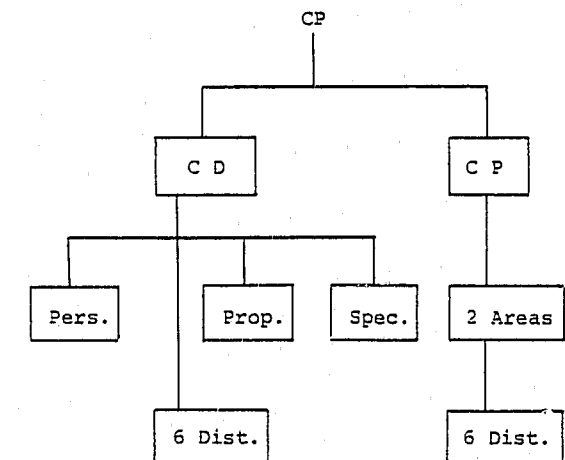 CP
C D
C P
Pers.
Prop.
Spec.
2 Areas
6 Dist.
6 Dist.